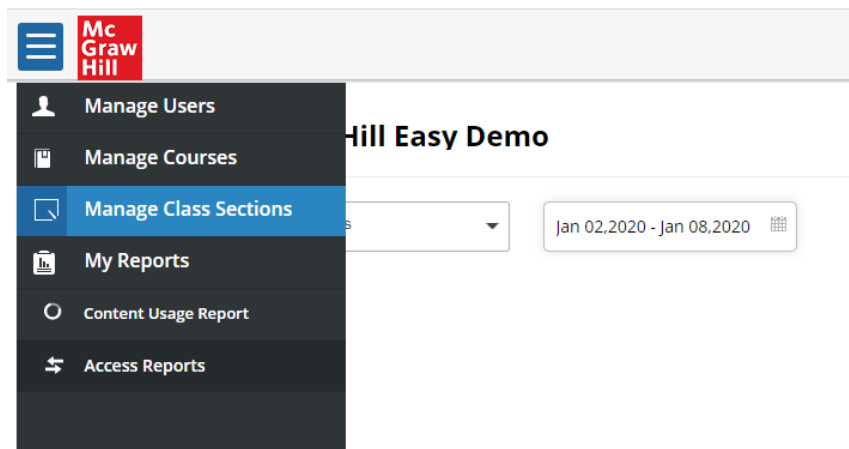 Mc
Graw
Hill
Manage Users
Hill Easy Demo
Manage Courses
Manage Class Sections
s
Jan 02,2020 - Jan 08,2020
My Reports
Content Usage Report
Access Reports